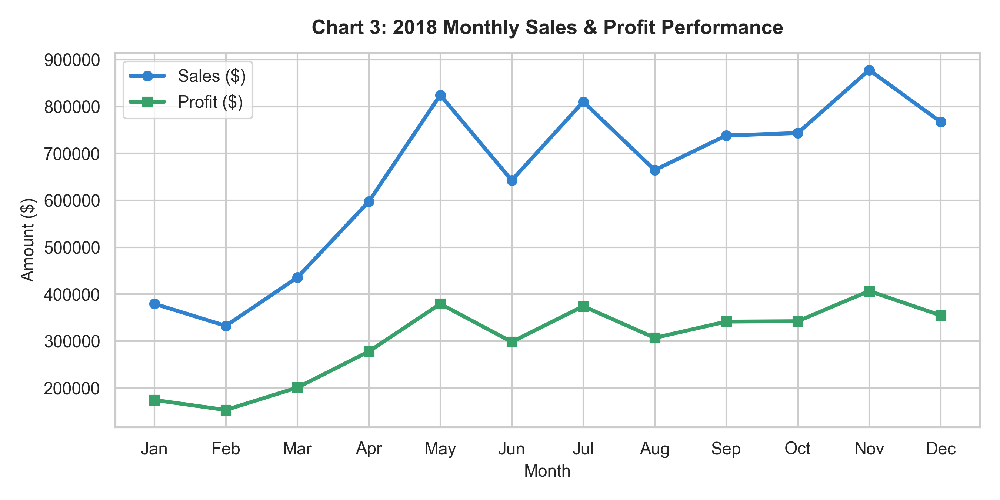 Chart 3: 2018 Monthly Sales & Profit Performance
900000
800000
700000
600000
500000
400000
300000
200000
Amount ($)
Sales ($)
Profit ($)
Jan Feb Mar Apr May Jun Jul Aug Sep Oct Nov Dec
Month